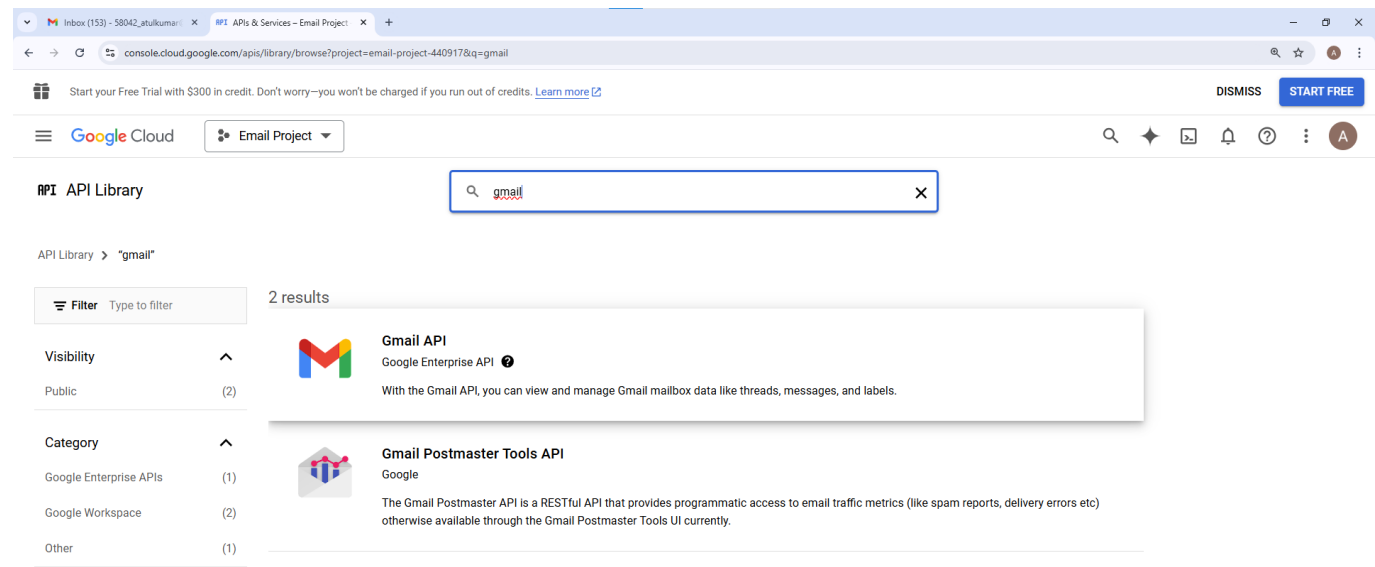 Inbox (153) - 58042_atulkumar
API APIs & Services – Email Project
console.cloud.google.com/apis/library/browse?project=email-project-440917&q=gmail
A
Start your Free Trial with $300 in credit. Don't worry—you won't be charged if you run out of credits. Learn more
DISMISS
START FREE
Google Cloud
Email Project
A
API API Library
gmail
API Library
"gmail"
Filter Type to filter
2 results
Visibility
Public (2)
Category
Google Enterprise APIs (1)
Google Workspace (2)
Other (1)
Gmail API
Google Enterprise API
With the Gmail API, you can view and manage Gmail mailbox data like threads, messages, and labels.
Gmail Postmaster Tools API
Google
The Gmail Postmaster API is a RESTful API that provides programmatic access to email traffic metrics (like spam reports, delivery errors etc)
otherwise available through the Gmail Postmaster Tools UI currently.